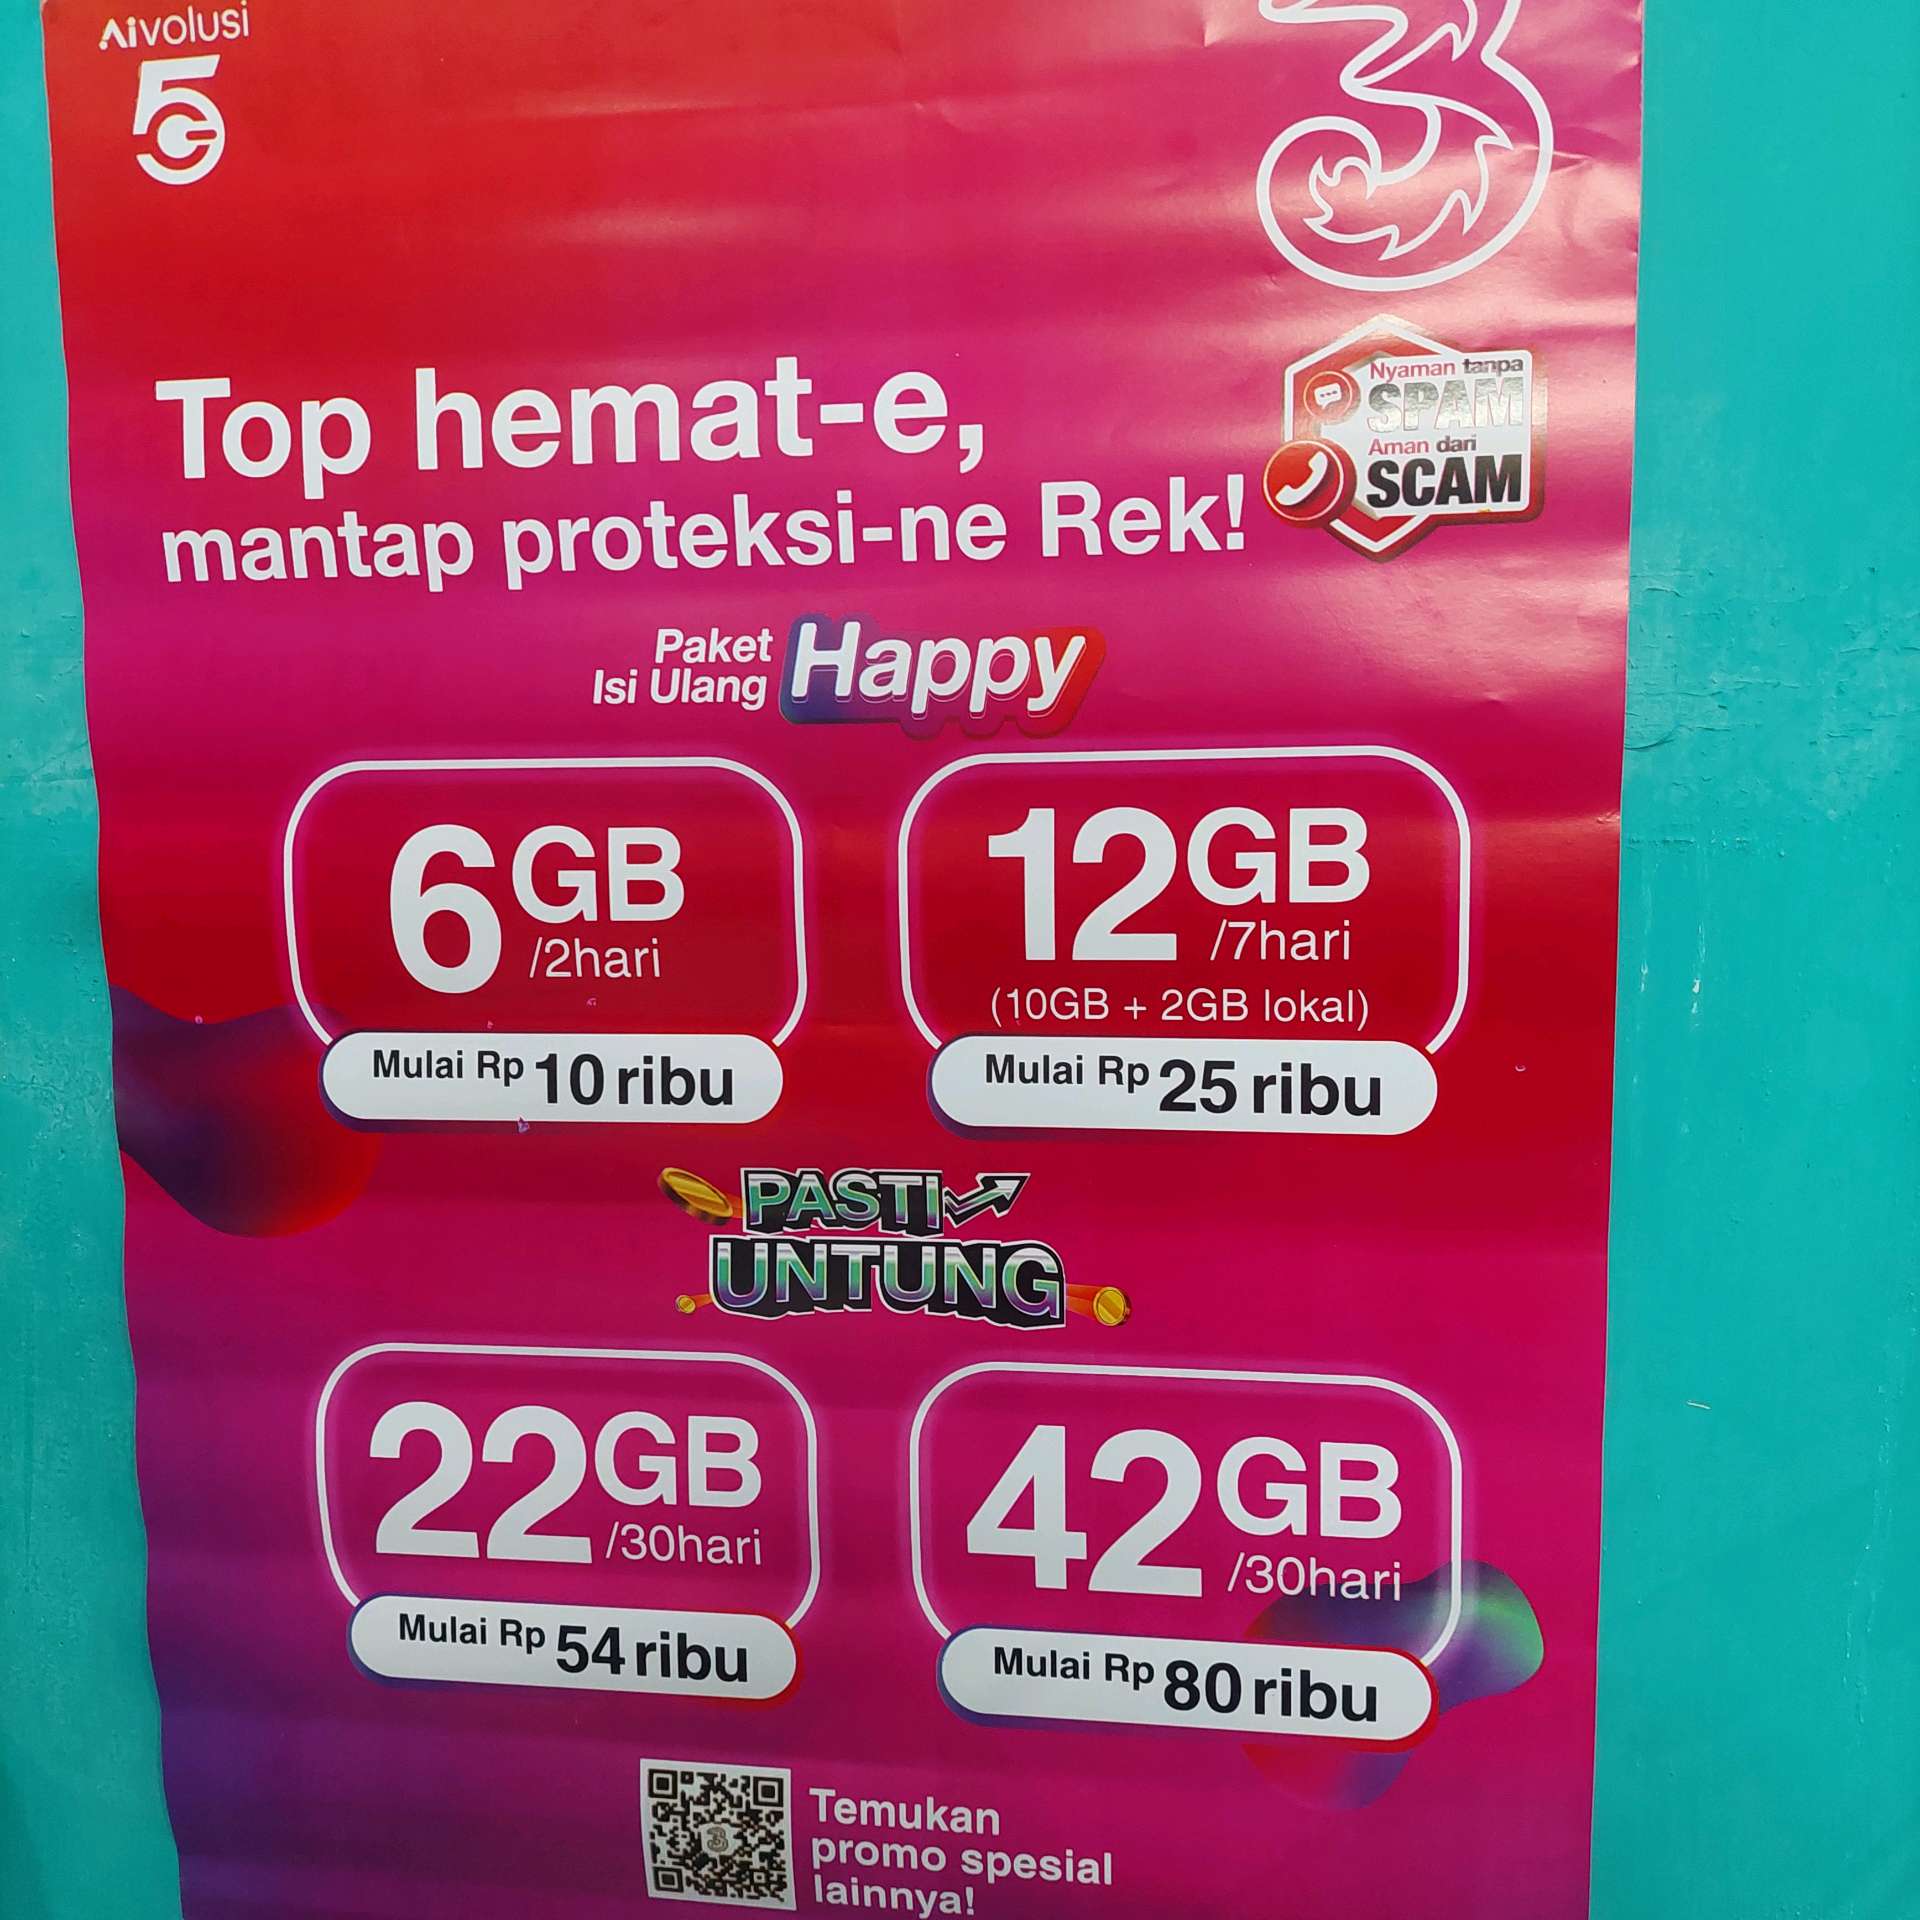 Aivolusi
5G
3
Top hemat-e,
mantap proteksi-ne Rek!
Nyaman tanpa
SPAM
Aman dari
SCAM
Paket
Isi Ulang
Happy
6GB
/2hari
Mulai Rp 10 ribu
12GB
/7hari
(10GB + 2GB lokal)
Mulai Rp 25 ribu
PASTI
UNTUNG
22GB
/30hari
Mulai Rp 54 ribu
42GB
/30hari
Mulai Rp 80 ribu
Temukan
promo spesial
lainnya!